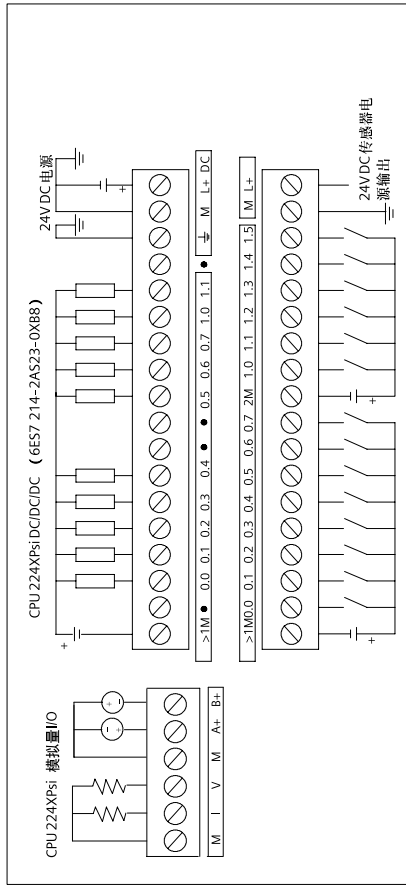 CPU 224XPsi DC/DC/DC （6ES7 214-2AS23-0XB8）
24V DC 电源
+
+
>1M ● 0.0 0.1 0.2 0.3 0.4 ● ● 0.5 0.6 0.7 1.0 1.1 ● ⏚ M L+ DC
>1M 0.0 0.1 0.2 0.3 0.4 0.5 0.6 0.7 2M 1.0 1.1 1.2 1.3 1.4 1.5 M L+
+
+
24V DC 传感器电
源输出
CPU 224XPsi 模拟量I/O
+
-
+
-
M I V M A+ B+